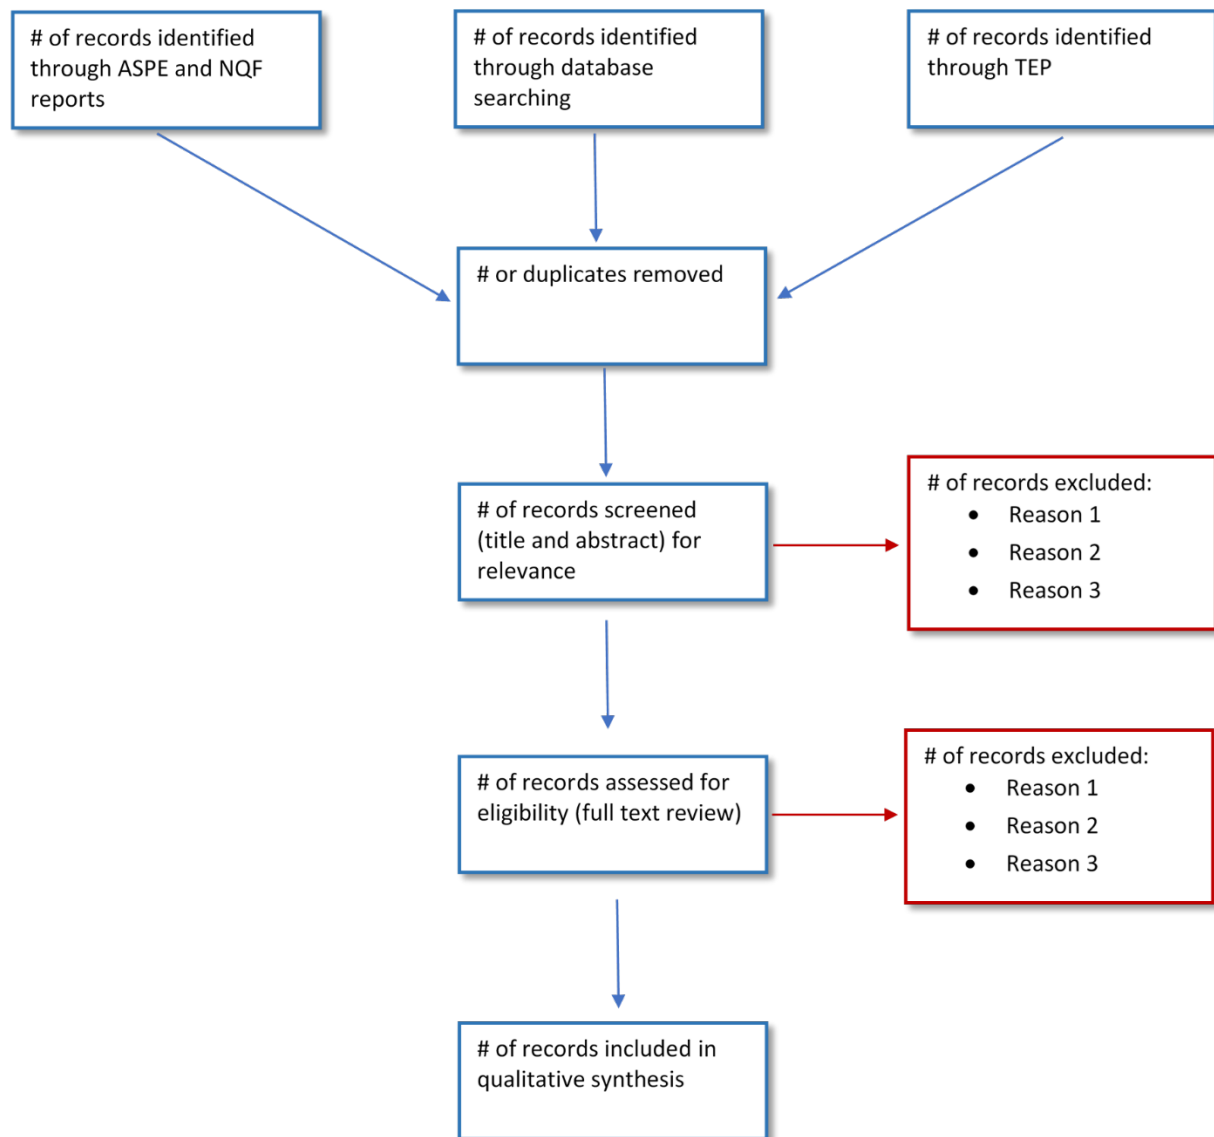 # of records identified
through ASPE and NQF
reports
# of records identified
through database
searching
# of records identified
through TEP
# or duplicates removed
# of records screened
(title and abstract) for
relevance
# of records excluded:
• Reason 1
• Reason 2
• Reason 3
# of records assessed for
eligibility (full text review)
# of records excluded:
• Reason 1
• Reason 2
• Reason 3
# of records included in
qualitative synthesis